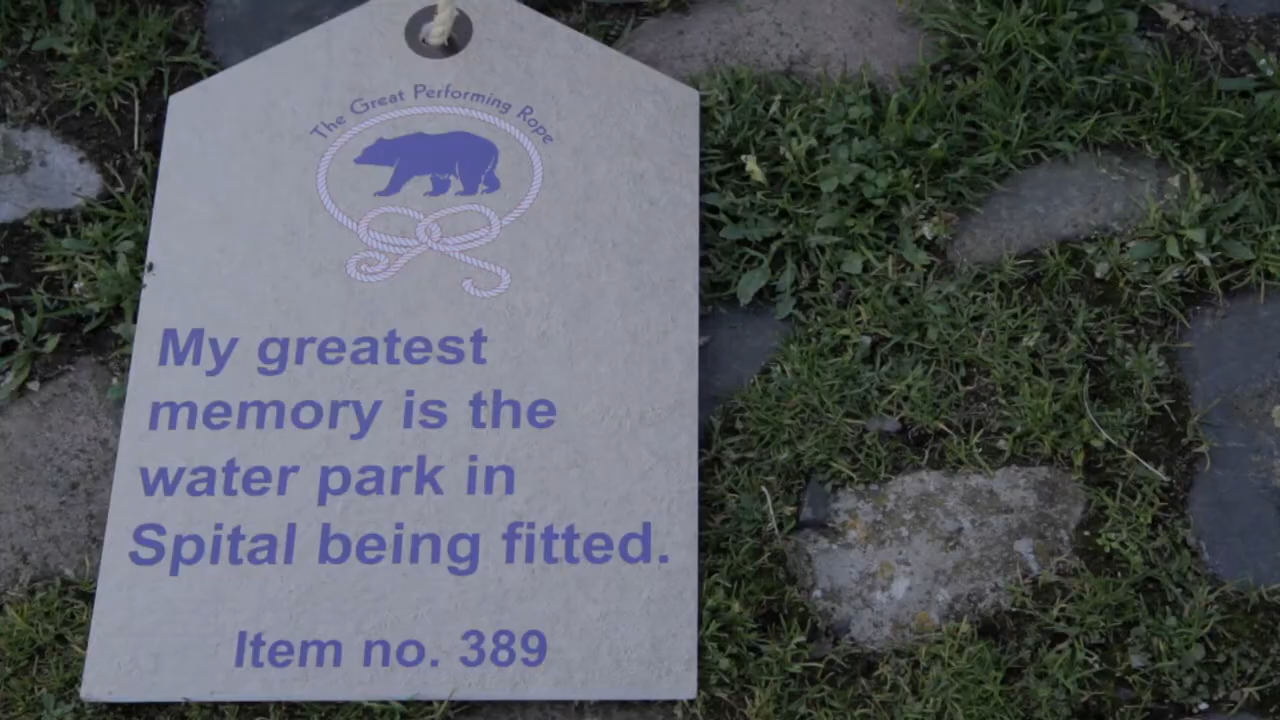 The Great Performing Rope
My greatest
memory is the
water park in
Spital being fitted.
Item no. 389